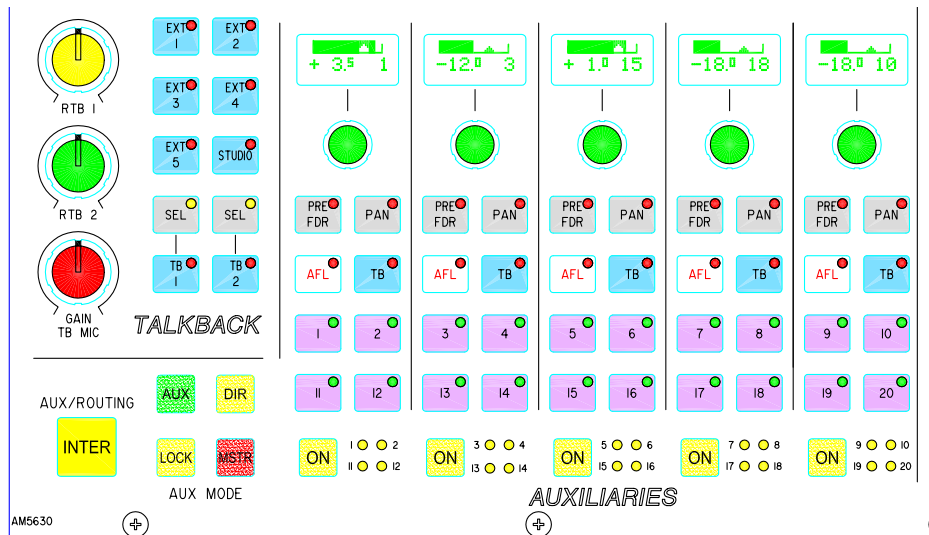 RTB 1
RTB 2
GAIN
TB MIC
EXT 1
EXT 2
EXT 3
EXT 4
EXT 5
STUDIO
SEL
SEL
TB 1
TB 2
TALKBACK
AUX/ROUTING
INTER
AUX
DIR
LOCK
MSTR
AUX MODE
+ 3.5 1
-12.0 3
+ 1.0 15
-18.0 18
-18.0 10
PRE FDR
PAN
PRE FDR
PAN
PRE FDR
PAN
PRE FDR
PAN
PRE FDR
PAN
AFL
TB
AFL
TB
AFL
TB
AFL
TB
AFL
TB
1 2 3 4 5 6 7 8 9 10
11 12 13 14 15 16 17 18 19 20
ON 1 2 11 12
ON 3 4 13 14
ON 5 6 15 16
ON 7 8 17 18
ON 9 10 19 20
AUXILIARIES
AM5630